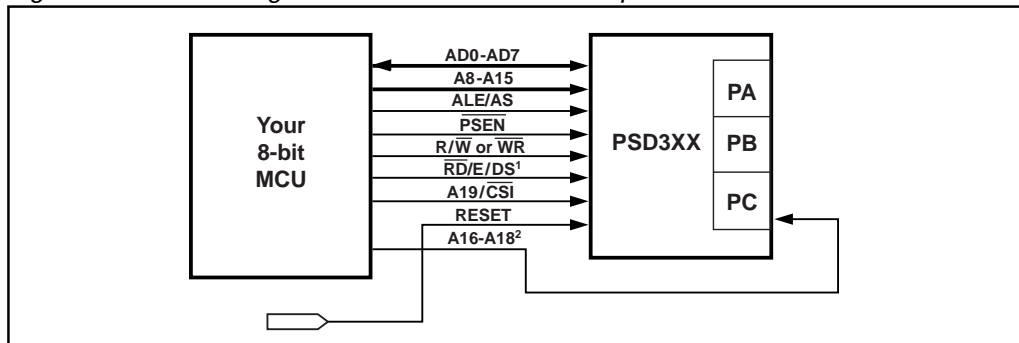 AD0-AD7
A8-A15
ALE/AS
PSEN
R/W or WR
RD/E/DS¹
A19/CSI
RESET
A16-A18²
Your
8-bit
MCU
PSD3XX
PA
PB
PC